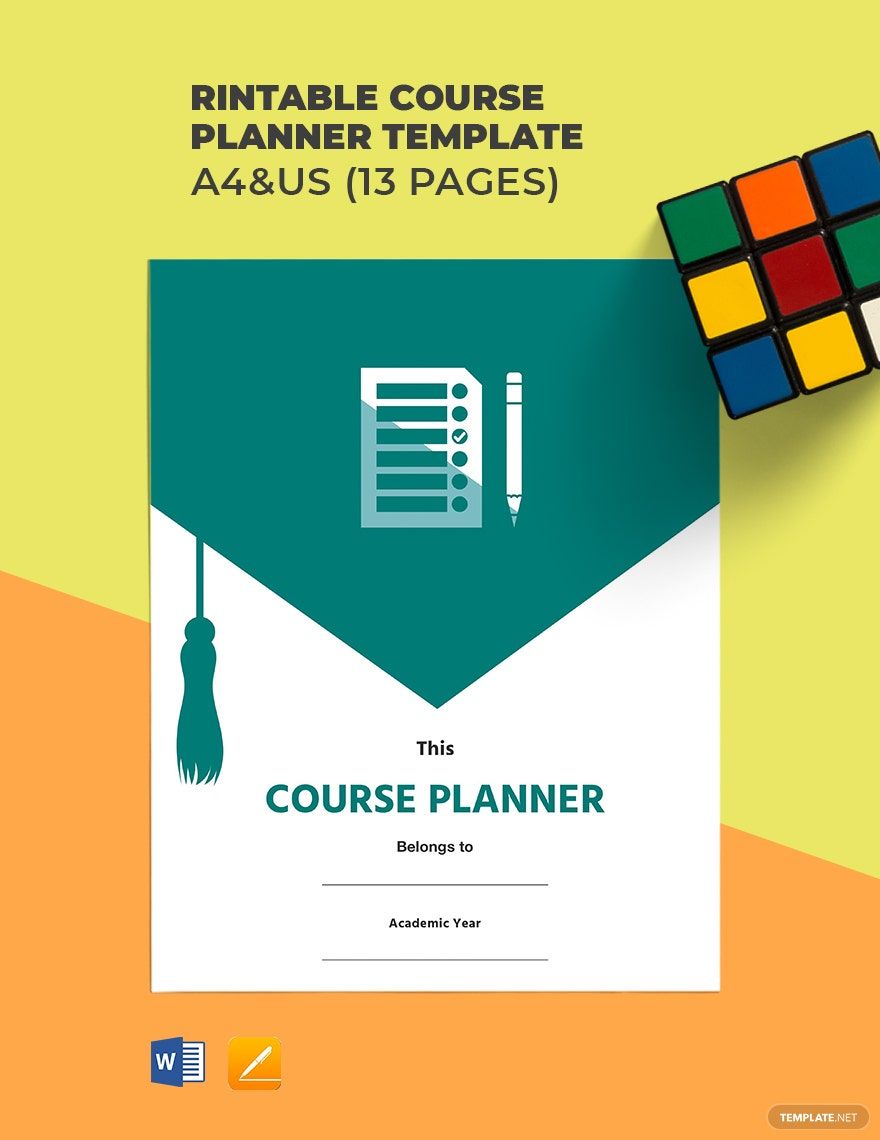 RINTABLE COURSE
PLANNER TEMPLATE
A4&US (13 PAGES)
This
COURSE PLANNER
Belongs to
Academic Year
W
TEMPLATE.NET